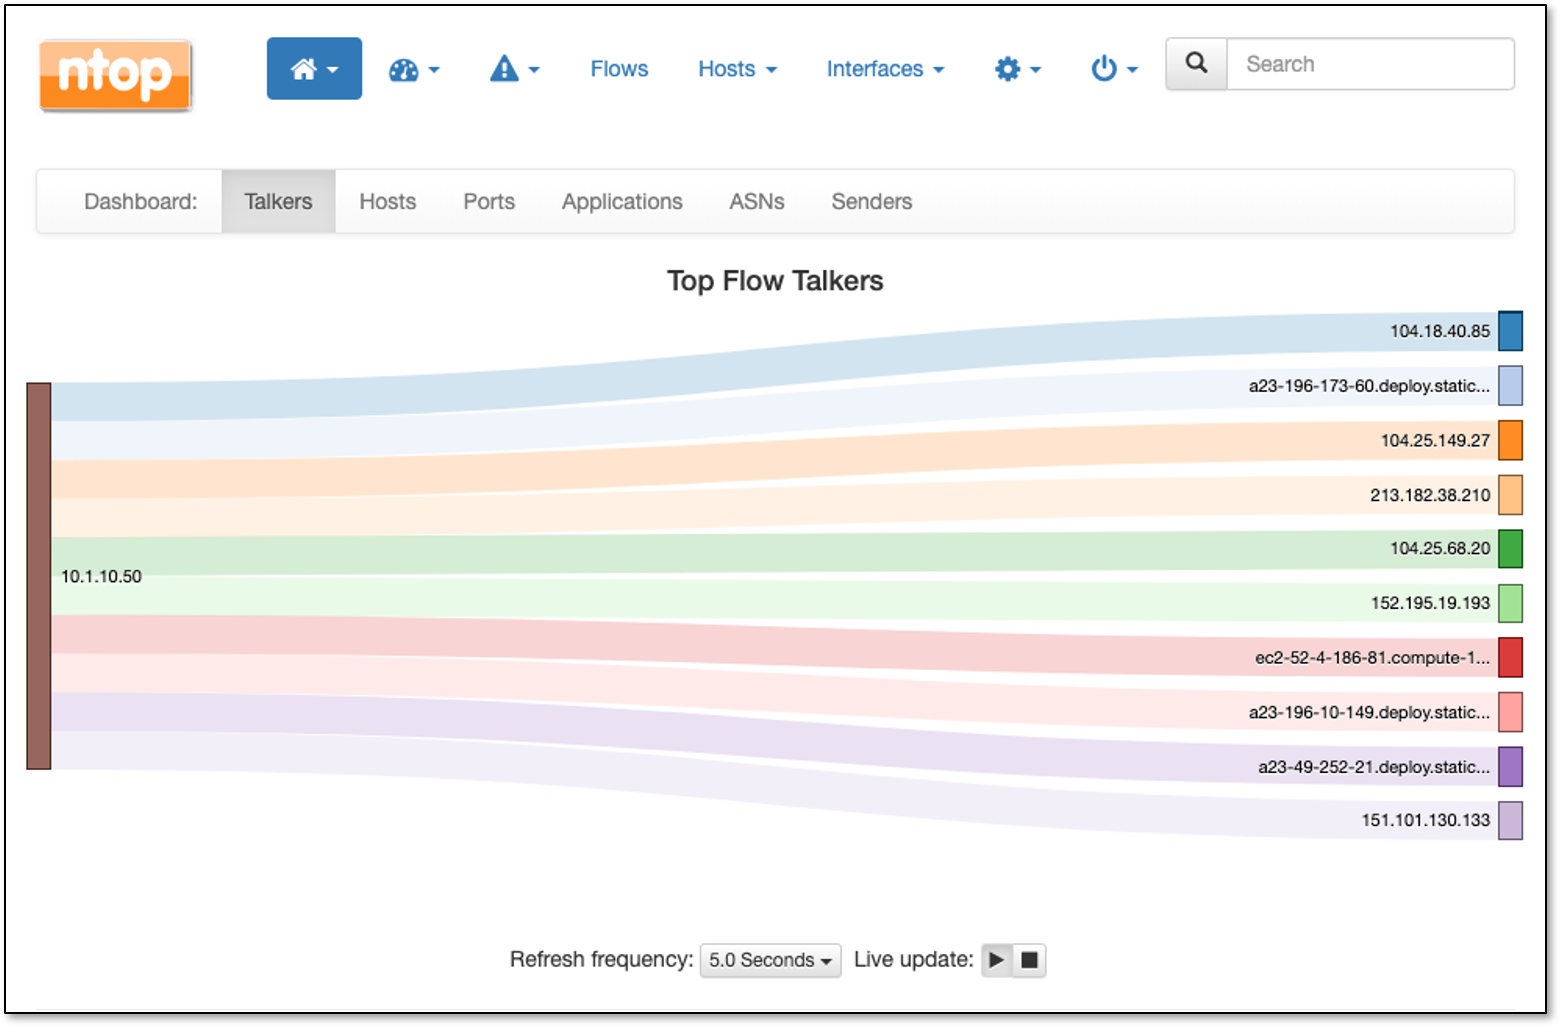 ntop
Flows Hosts Interfaces Search
Dashboard: Talkers Hosts Ports Applications ASNs Senders
Top Flow Talkers
104.18.40.85
a23-196-173-60.deploy.static...
104.25.149.27
213.182.38.210
104.25.68.20
10.1.10.50
152.195.19.193
ec2-52-4-186-81.compute-1...
a23-196-10-149.deploy.static...
a23-49-252-21.deploy.static...
151.101.130.133
Refresh frequency: 5.0 Seconds Live update: